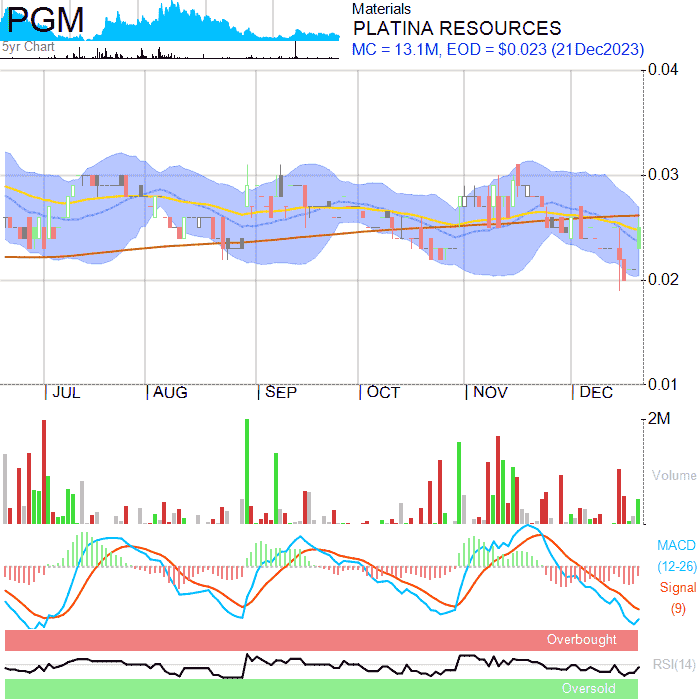 PGM
5yr Chart
Materials
PLATINA RESOURCES
MC = 13.1M, EOD = $0.023 (21Dec2023)
0.04
0.03
0.02
0.01
JUL AUG SEP OCT NOV DEC
2M
Volume
MACD
(12-26)
Signal
(9)
Overbought
RSI(14)
Oversold